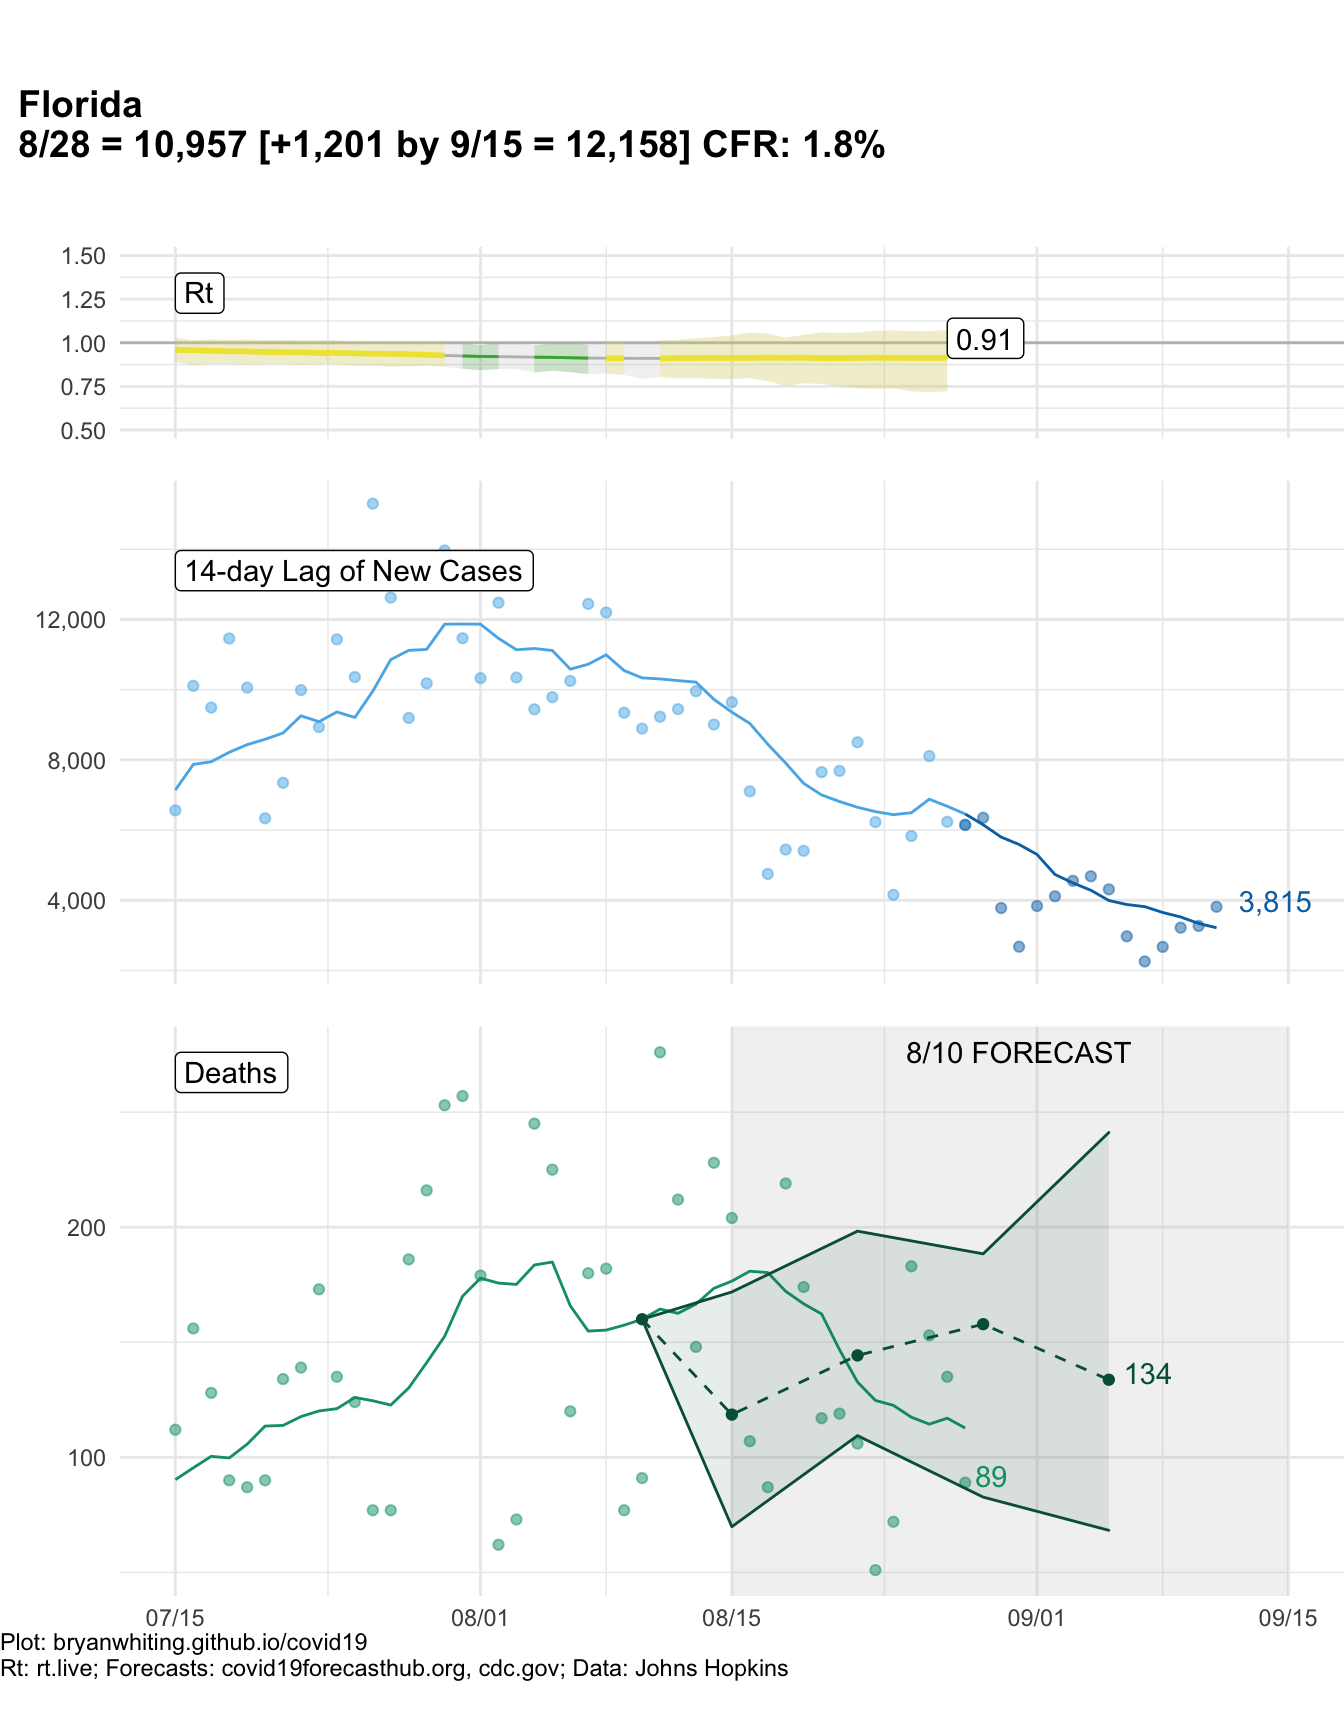 Florida
8/28 = 10,957 [+1,201 by 9/15 = 12,158] CFR: 1.8%
1.50
1.25
1.00
0.75
0.50
Rt
0.91
14-day Lag of New Cases
12,000
8,000
4,000
3,815
Deaths
8/10 FORECAST
200
100
134
89
07/15 08/01 08/15 09/01 09/15
Plot: bryanwhiting.github.io/covid19
Rt: rt.live; Forecasts: covid19forecasthub.org, cdc.gov; Data: Johns Hopkins